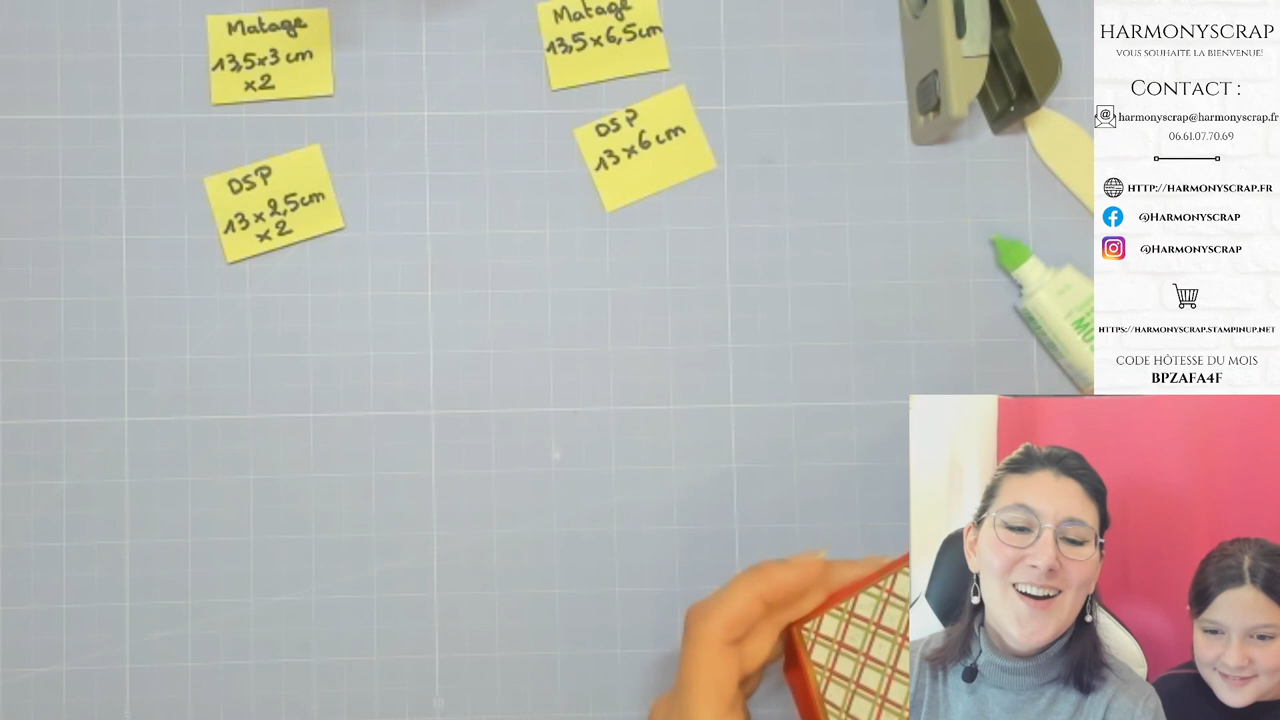 Matage
13,5x3 cm
x2
Matage
13,5x6,5cm
DSP
13x6cm
DSP
13x2,5cm
x2
HARMONYSCRAP
VOUS SOUHAITE LA BIENVENUE!
CONTACT :
@ harmonyscrap@harmonyscrap.fr
06.61.07.70.69
HTTP://HARMONYSCRAP.FR
@HARMONYSCRAP
@HARMONYSCRAP
HTTPS://HARMONYSCRAP.STAMPINUP.NET
CODE HÔTESSE DU MOIS
BPZAFA4F